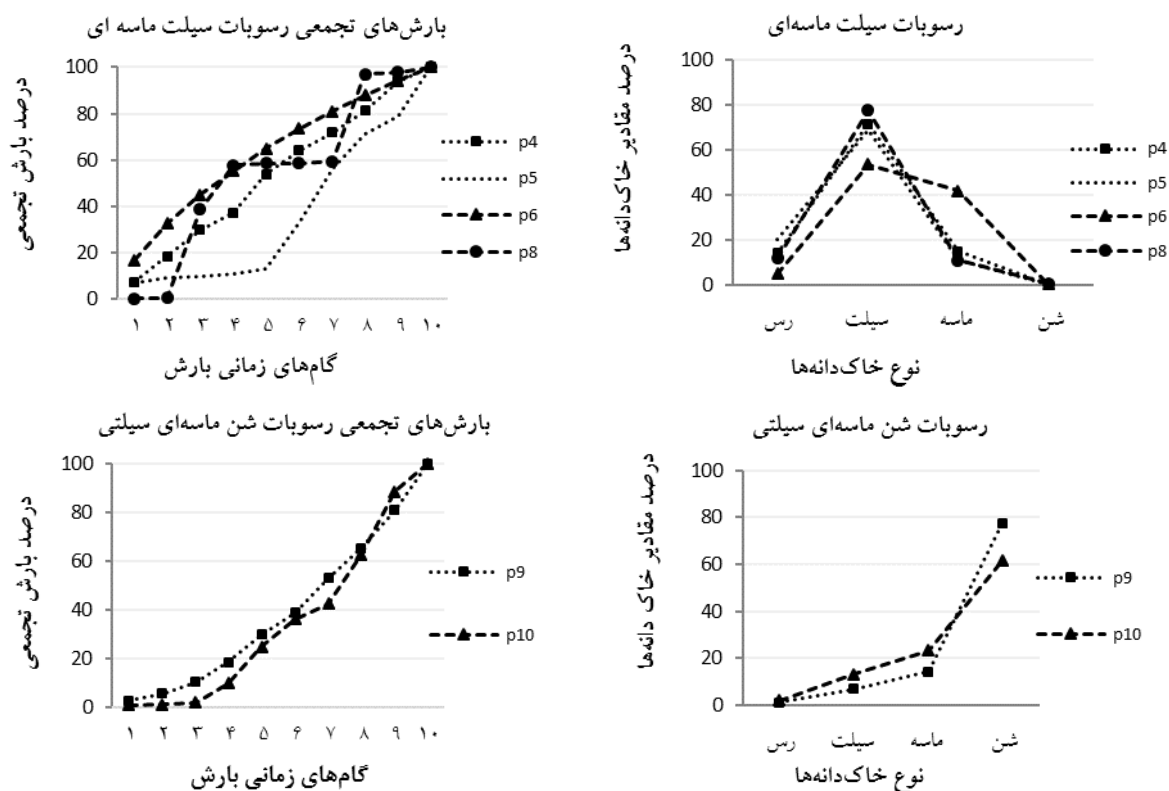 بارش‌های تجمعی رسوبات سیلت ماسه ای
درصد بارش تجمعی
100
80
60
40
20
0
۱ ۲ ۳ ۴ ۵ ۶ ۷ ۸ ۹ ۱۰
گام‌های زمانی بارش
p4
p5
p6
p8
رسوبات سیلت ماسه‌ای
درصد مقادیر خاک‌دانه‌ها
100
80
60
40
20
0
رس سیلت ماسه شن
نوع خاک‌دانه‌ها
p4
p5
p6
p8
بارش‌های تجمعی رسوبات شن ماسه‌ای سیلتی
درصد بارش تجمعی
100
80
60
40
20
0
۱ ۲ ۳ ۴ ۵ ۶ ۷ ۸ ۹ ۱۰
گام‌های زمانی بارش
p9
p10
رسوبات شن ماسه‌ای سیلتی
درصد مقادیر خاک دانه‌ها
100
80
60
40
20
0
رس سیلت ماسه شن
نوع خاک‌دانه‌ها
p9
p10